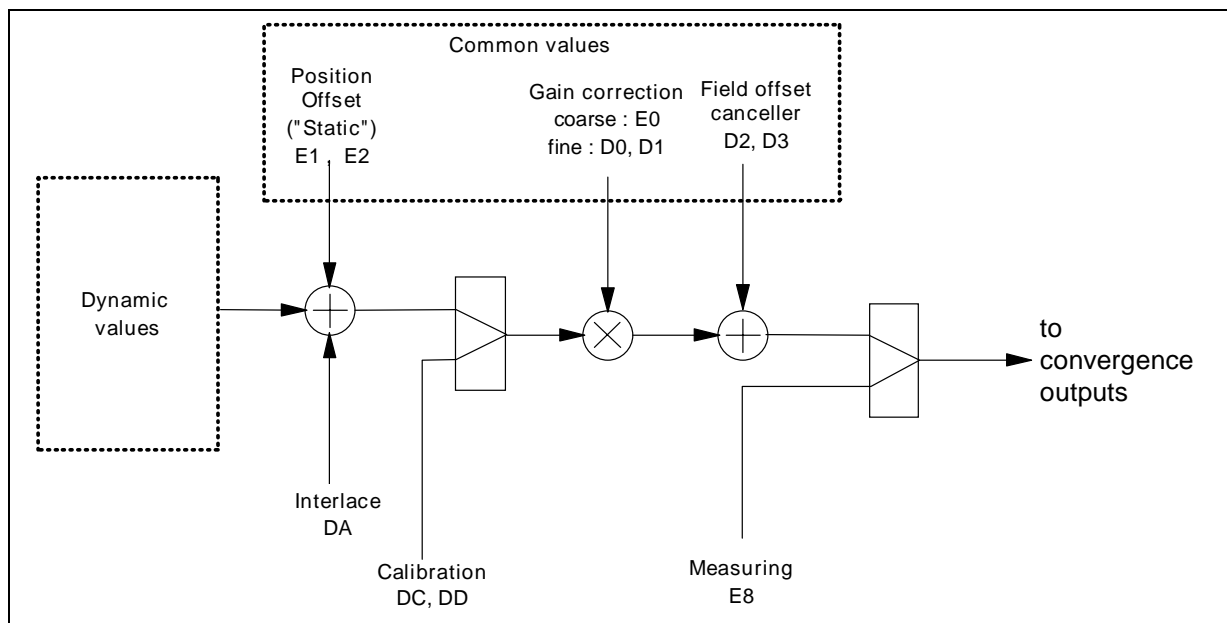 Common values
Position
Offset
("Static")
E1 , E2
Gain correction
coarse : E0
fine : D0, D1
Field offset
canceller
D2, D3
Dynamic
values
to
convergence
outputs
Interlace
DA
Calibration
DC, DD
Measuring
E8